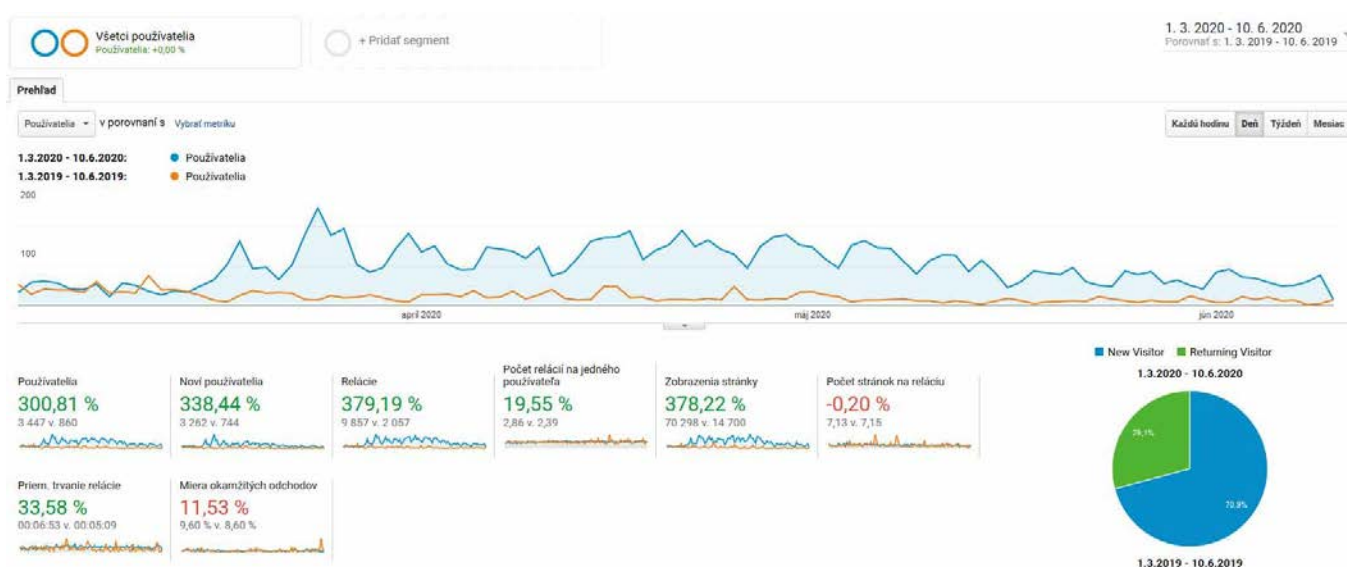 Všetci používatelia
Používatelia: +0,00 %
+ Pridať segment
1. 3. 2020 - 10. 6. 2020
Porovnať s: 1. 3. 2019 - 10. 6. 2019
Prehľad
Používatelia v porovnaní s Vybrať metriku
Každú hodinu Deň Týždeň Mesiac
1.3.2020 - 10.6.2020: Používatelia
1.3.2019 - 10.6.2019: Používatelia
200
100
apríl 2020
máj 2020
jún 2020
Používatelia
300,81 %
3 447 v. 860
Noví používatelia
338,44 %
3 262 v. 744
Relácie
379,19 %
9 857 v. 2 057
Počet relácií na jedného
používateľa
19,55 %
2,86 v. 2,39
Zobrazenia stránky
378,22 %
70 298 v. 14 700
Počet stránok na reláciu
-0,20 %
7,13 v. 7,15
Priem. trvanie relácie
33,58 %
00:06:53 v. 00:05:09
Miera okamžitých odchodov
11,53 %
9,60 % v. 8,60 %
New Visitor Returning Visitor
1.3.2020 - 10.6.2020
29,1%
70,9%
1.3.2019 - 10.6.2019